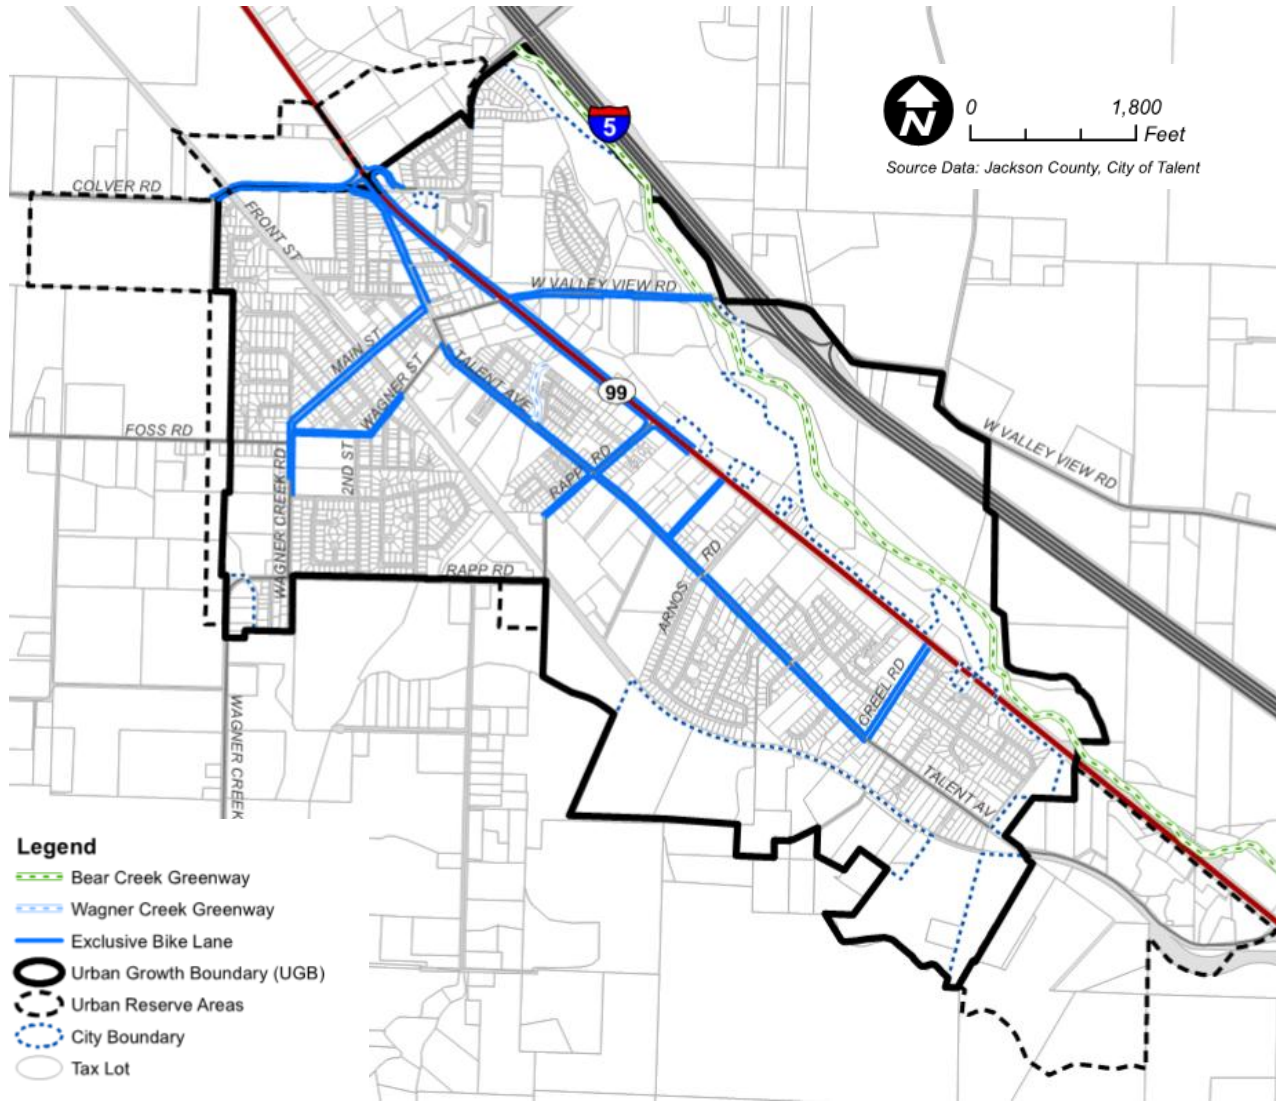 0 1,800
Feet
N
Source Data: Jackson County, City of Talent
5
COLVER RD
FRONT ST
W VALLEY VIEW RD
MAIN ST
WAGNER ST
TALENT AVE
99
FOSS RD
W VALLEY VIEW RD
2ND ST
WAGNER CREEK RD
RAPP RD
RAPP RD
ARNOS RD
CREEL RD
WAGNER CREEK
TALENT AV
Legend
Bear Creek Greenway
Wagner Creek Greenway
Exclusive Bike Lane
Urban Growth Boundary (UGB)
Urban Reserve Areas
City Boundary
Tax Lot